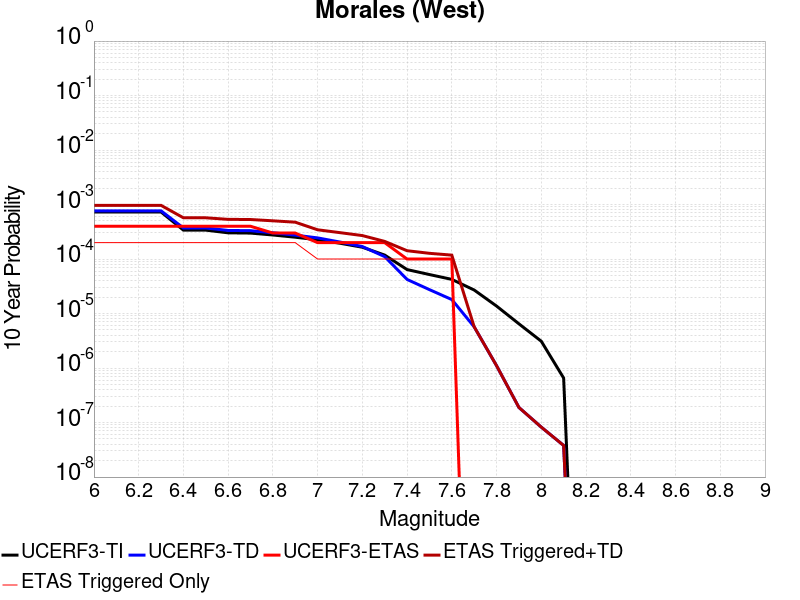 Morales (West)
10^0
10^-1
10^-2
10^-3
10^-4
10^-5
10^-6
10^-7
10^-8
10 Year Probability
6 6.2 6.4 6.6 6.8 7 7.2 7.4 7.6 7.8 8 8.2 8.4 8.6 8.8 9
Magnitude
UCERF3-TI UCERF3-TD UCERF3-ETAS ETAS Triggered+TD
ETAS Triggered Only